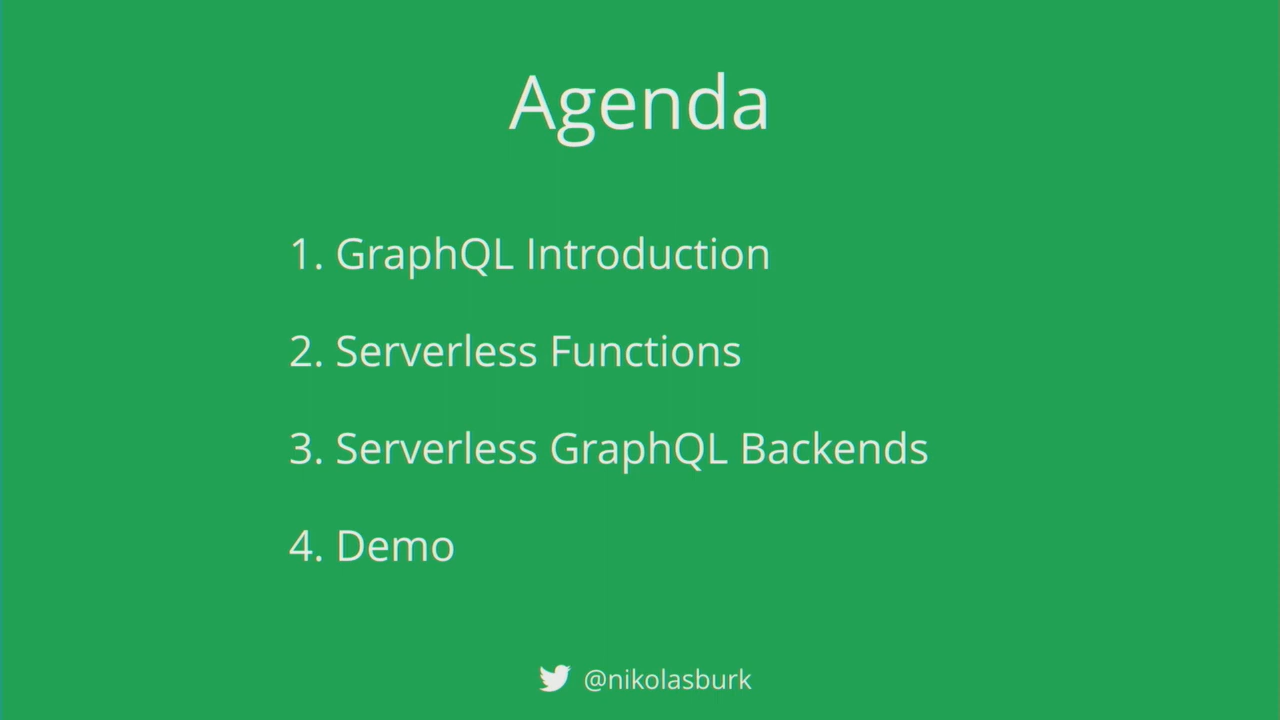 Agenda
1. GraphQL Introduction
2. Serverless Functions
3. Serverless GraphQL Backends
4. Demo
@nikolasburk